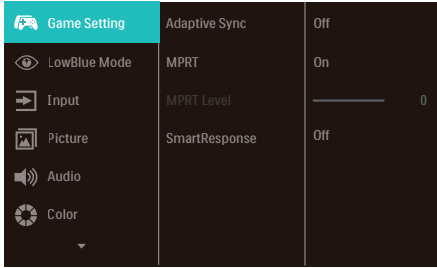 Game Setting Adaptive Sync Off
LowBlue Mode MPRT On
Input MPRT Level 0
Picture SmartResponse Off
Audio
Color